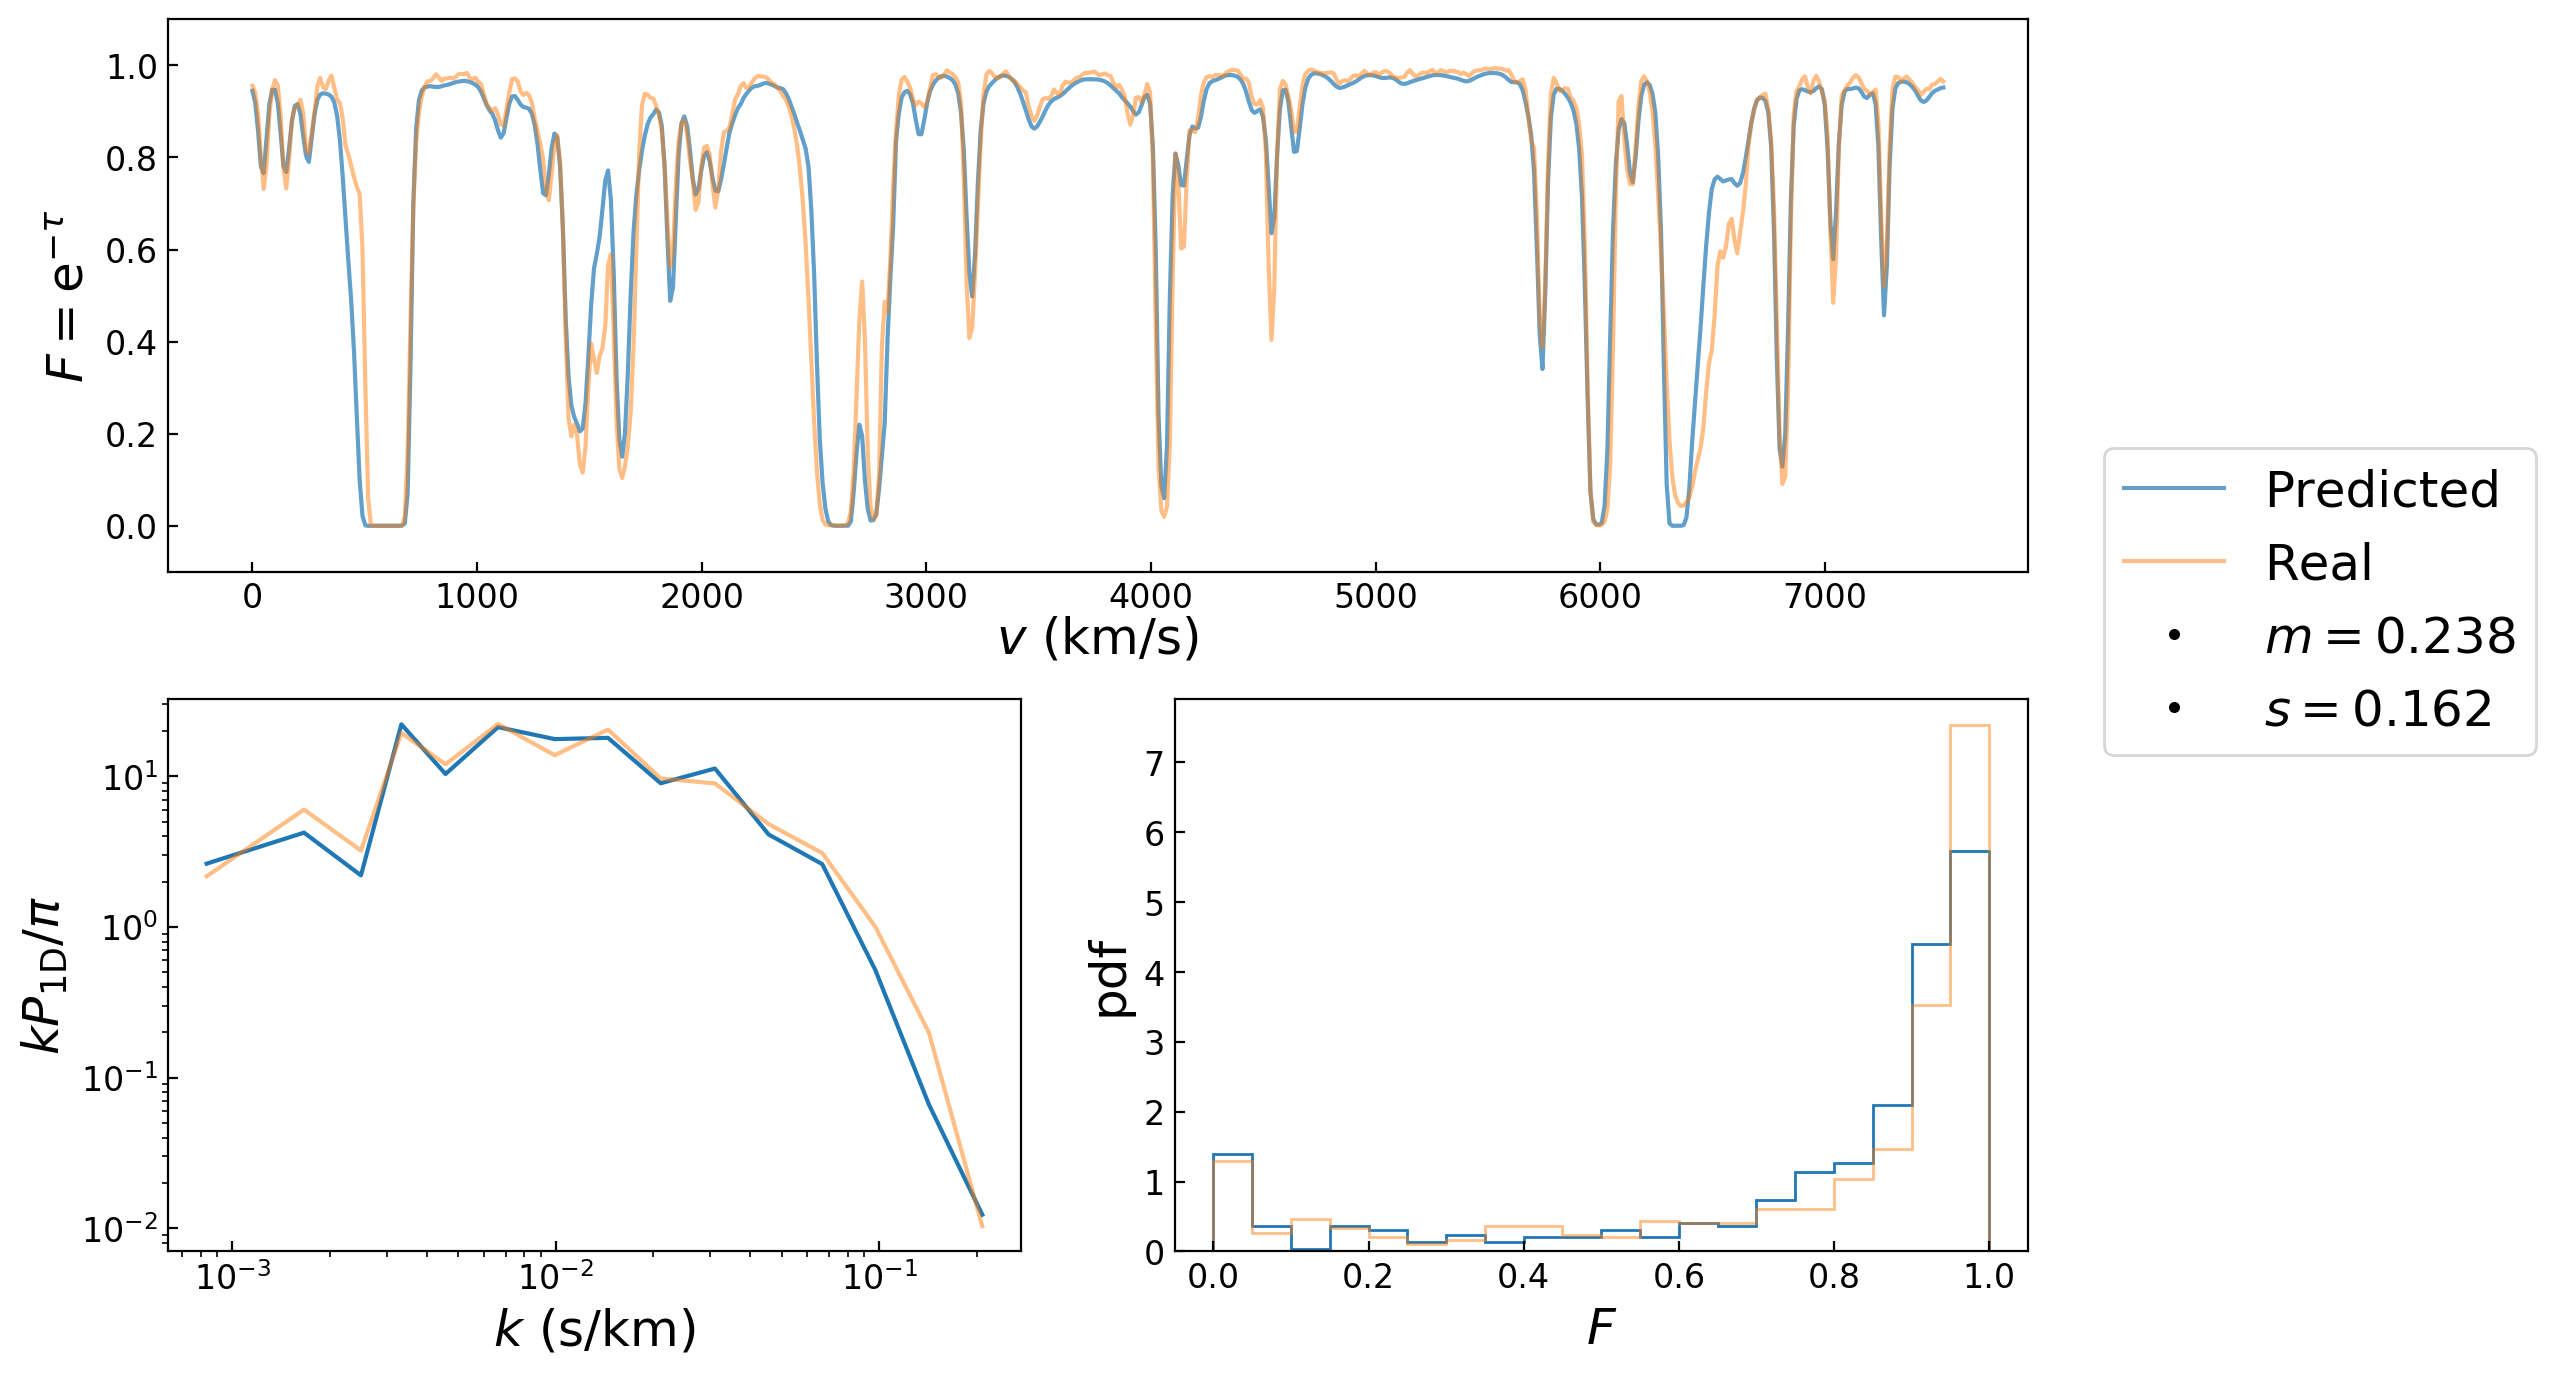 1.0
0.8
0.6
0.4
0.2
0.0
F = e^{−τ}
0 1000 2000 3000 4000 5000 6000 7000
v (km/s)
Predicted
Real
m = 0.238
s = 0.162
10^1
10^0
10^{−1}
10^{−2}
kP_{1D}/π
10^{−3} 10^{−2} 10^{−1}
k (s/km)
7
6
5
4
3
2
1
0
pdf
0.0 0.2 0.4 0.6 0.8 1.0
F